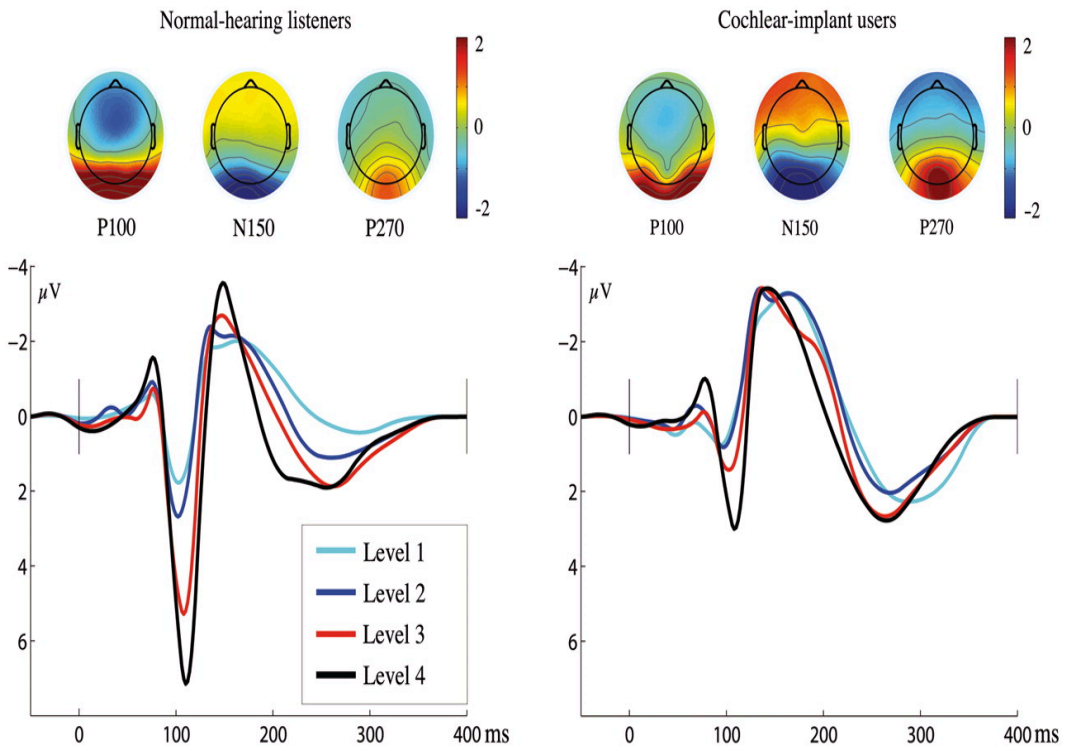 Normal-hearing listeners
2
0
-2
P100 N150 P270
Cochlear-implant users
2
0
-2
P100 N150 P270
−4
μV
−2
0
2
4
6
0 100 200 300 400 ms
Level 1
Level 2
Level 3
Level 4
−4
μV
−2
0
2
4
6
0 100 200 300 400 ms